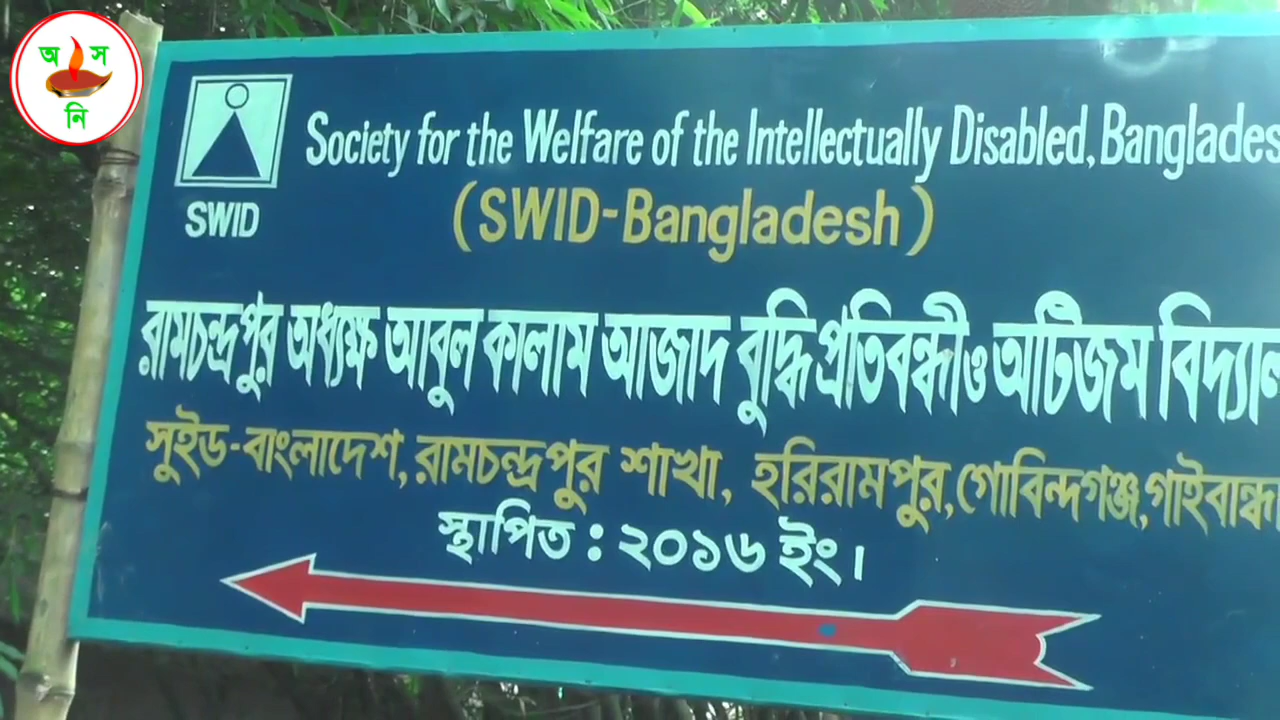 অ স
নি
Society for the Welfare of the Intellectually Disabled, Banglades
SWID
(SWID-Bangladesh)
রামচন্দ্রপুর অধ্যক্ষ আবুল কালাম আজাদ বুদ্ধি প্রতিবন্ধী ও অটিজম বিদ্যাল
সুইড-বাংলাদেশ, রামচন্দ্রপুর শাখা, হরিরামপুর, গোবিন্দগঞ্জ, গাইবান্ধা
স্থাপিত : ২০১৬ ইং।